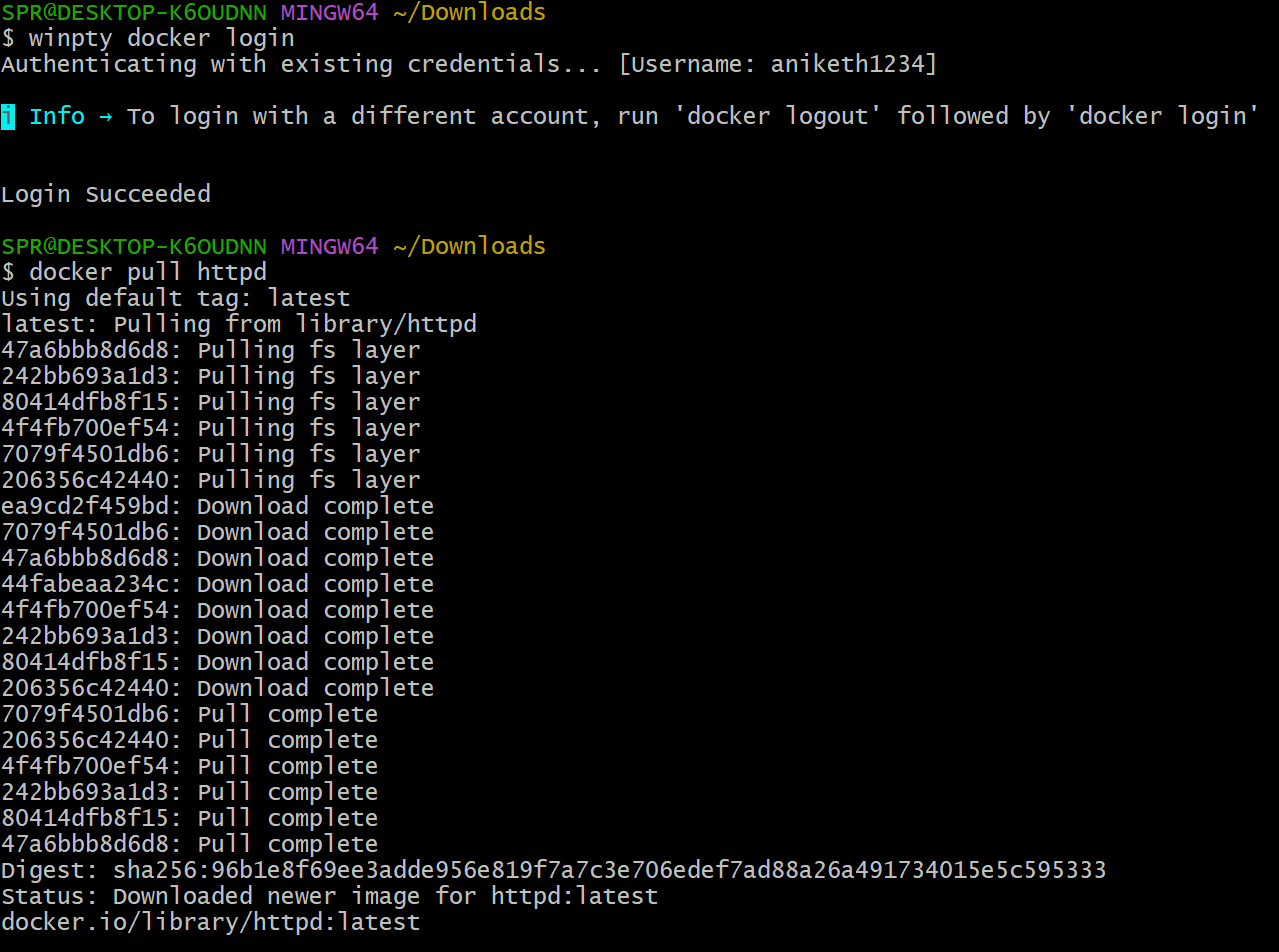 SPR@DESKTOP-K6OUDNN MINGW64 ~/Downloads
$ winpty docker login
Authenticating with existing credentials... [Username: aniketh1234]
i Info → To login with a different account, run 'docker logout' followed by 'docker login'
Login Succeeded
SPR@DESKTOP-K6OUDNN MINGW64 ~/Downloads
$ docker pull httpd
Using default tag: latest
latest: Pulling from library/httpd
47a6bbb8d6d8: Pulling fs layer
242bb693a1d3: Pulling fs layer
80414dfb8f15: Pulling fs layer
4f4fb700ef54: Pulling fs layer
7079f4501db6: Pulling fs layer
206356c42440: Pulling fs layer
ea9cd2f459bd: Download complete
7079f4501db6: Download complete
47a6bbb8d6d8: Download complete
44fabeaa234c: Download complete
4f4fb700ef54: Download complete
242bb693a1d3: Download complete
80414dfb8f15: Download complete
206356c42440: Download complete
7079f4501db6: Pull complete
206356c42440: Pull complete
4f4fb700ef54: Pull complete
242bb693a1d3: Pull complete
80414dfb8f15: Pull complete
47a6bbb8d6d8: Pull complete
Digest: sha256:96b1e8f69ee3adde956e819f7a7c3e706edef7ad88a26a491734015e5c595333
Status: Downloaded newer image for httpd:latest
docker.io/library/httpd:latest